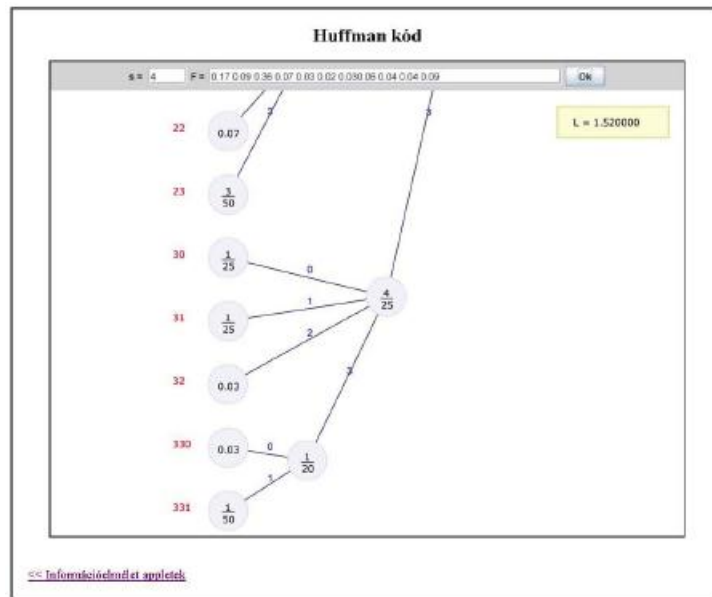 Huffman kód
s = 4 F = 0.17 0.09 0.36 0.07 0.03 0.02 0.030.06 0.04 0.04 0.09 Ok
3 3
L = 1.520000
22 0.07
23 3/50
30 1/25 0
4/25
31 1/25 1
32 0.03 2
3
330 0.03 0
1/20
331 1/50 1
<< Információelmélet appletek